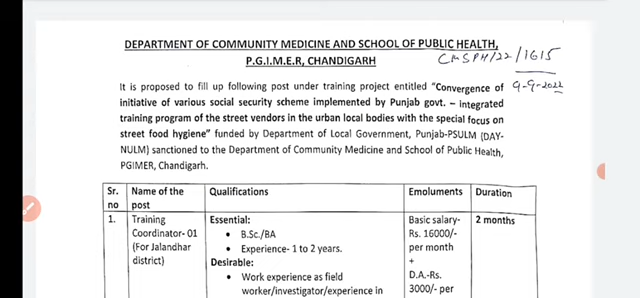 DEPARTMENT OF COMMUNITY MEDICINE AND SCHOOL OF PUBLIC HEALTH,
P.G.I.M.E.R, CHANDIGARH
CMSPH/22/1615
9-9-2022
It is proposed to fill up following post under training project entitled "Convergence of
initiative of various social security scheme implemented by Punjab govt. – integrated
training program of the street vendors in the urban local bodies with the special focus on
street food hygiene" funded by Department of Local Government, Punjab-PSULM (DAY-
NULM) sanctioned to the Department of Community Medicine and School of Public Health,
PGIMER, Chandigarh.
Sr. no Name of the post Qualifications Emoluments Duration
1. Training Essential: Basic salary- 2 months
Coordinator- 01 • B.Sc./BA Rs. 16000/-
(For Jalandhar • Experience- 1 to 2 years. per month
district) Desirable: +
• Work experience as field D.A.-Rs.
worker/investigator/experience in 3000/- per